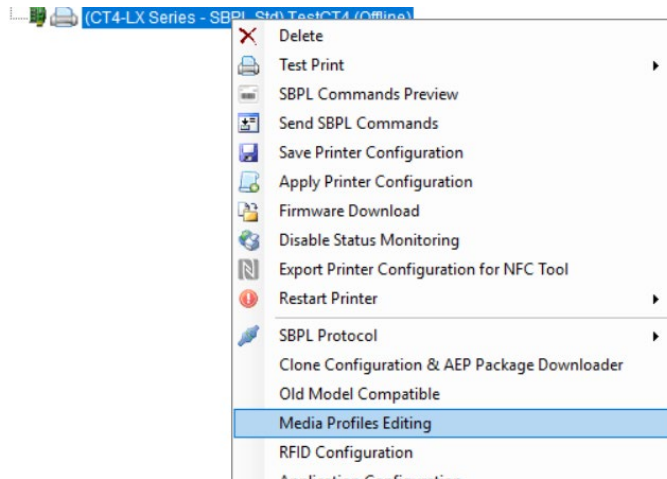 (CT4-LX Series - SBPL Std) TestCT4 (Offline)
Delete
Test Print
SBPL Commands Preview
Send SBPL Commands
Save Printer Configuration
Apply Printer Configuration
Firmware Download
Disable Status Monitoring
Export Printer Configuration for NFC Tool
Restart Printer
SBPL Protocol
Clone Configuration & AEP Package Downloader
Old Model Compatible
Media Profiles Editing
RFID Configuration
Application Configuration